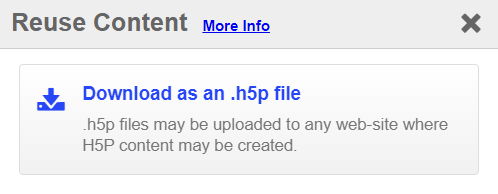 Reuse Content More Info
Download as an .h5p file
.h5p files may be uploaded to any web-site where
H5P content may be created.